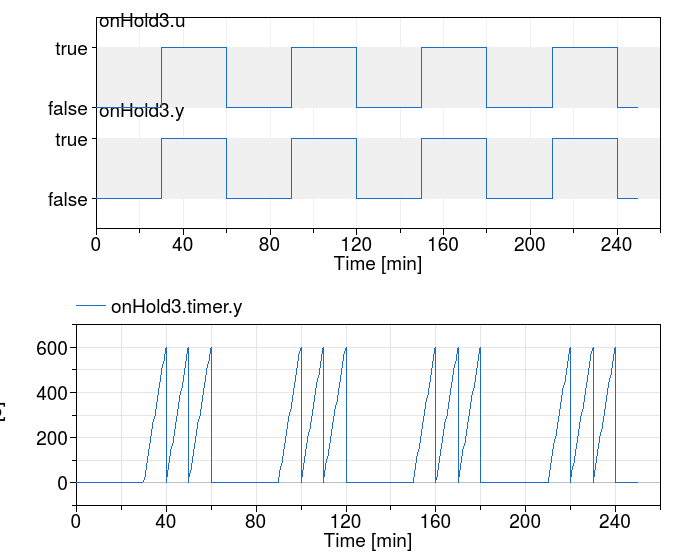 onHold3.u
true
false
onHold3.y
true
false
0 40 80 120 160 200 240
Time [min]
onHold3.timer.y
600
400
200
0
0 40 80 120 160 200 240
Time [min]